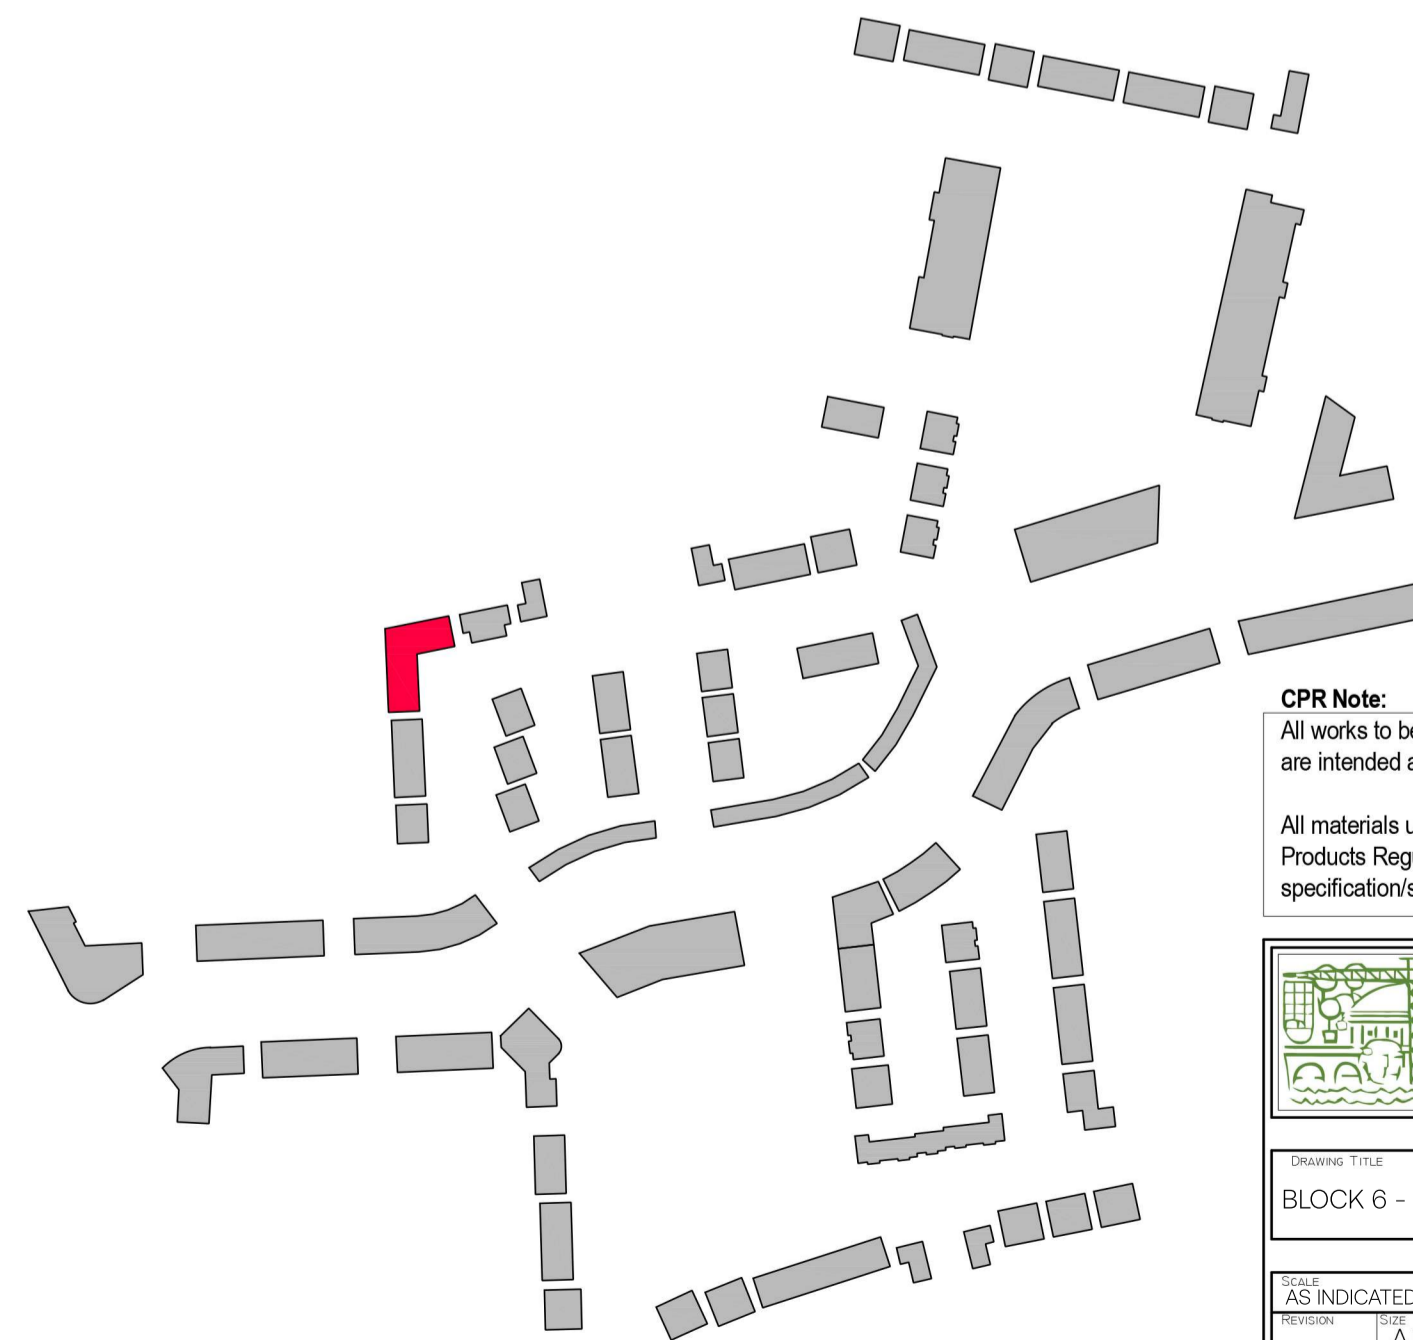 CPR Note:
All works to be
are intended a
All materials u
Products Reg
specification/s
DRAWING TITLE
BLOCK 6 -
SCALE
AS INDICATED
REVISION SIZE
A